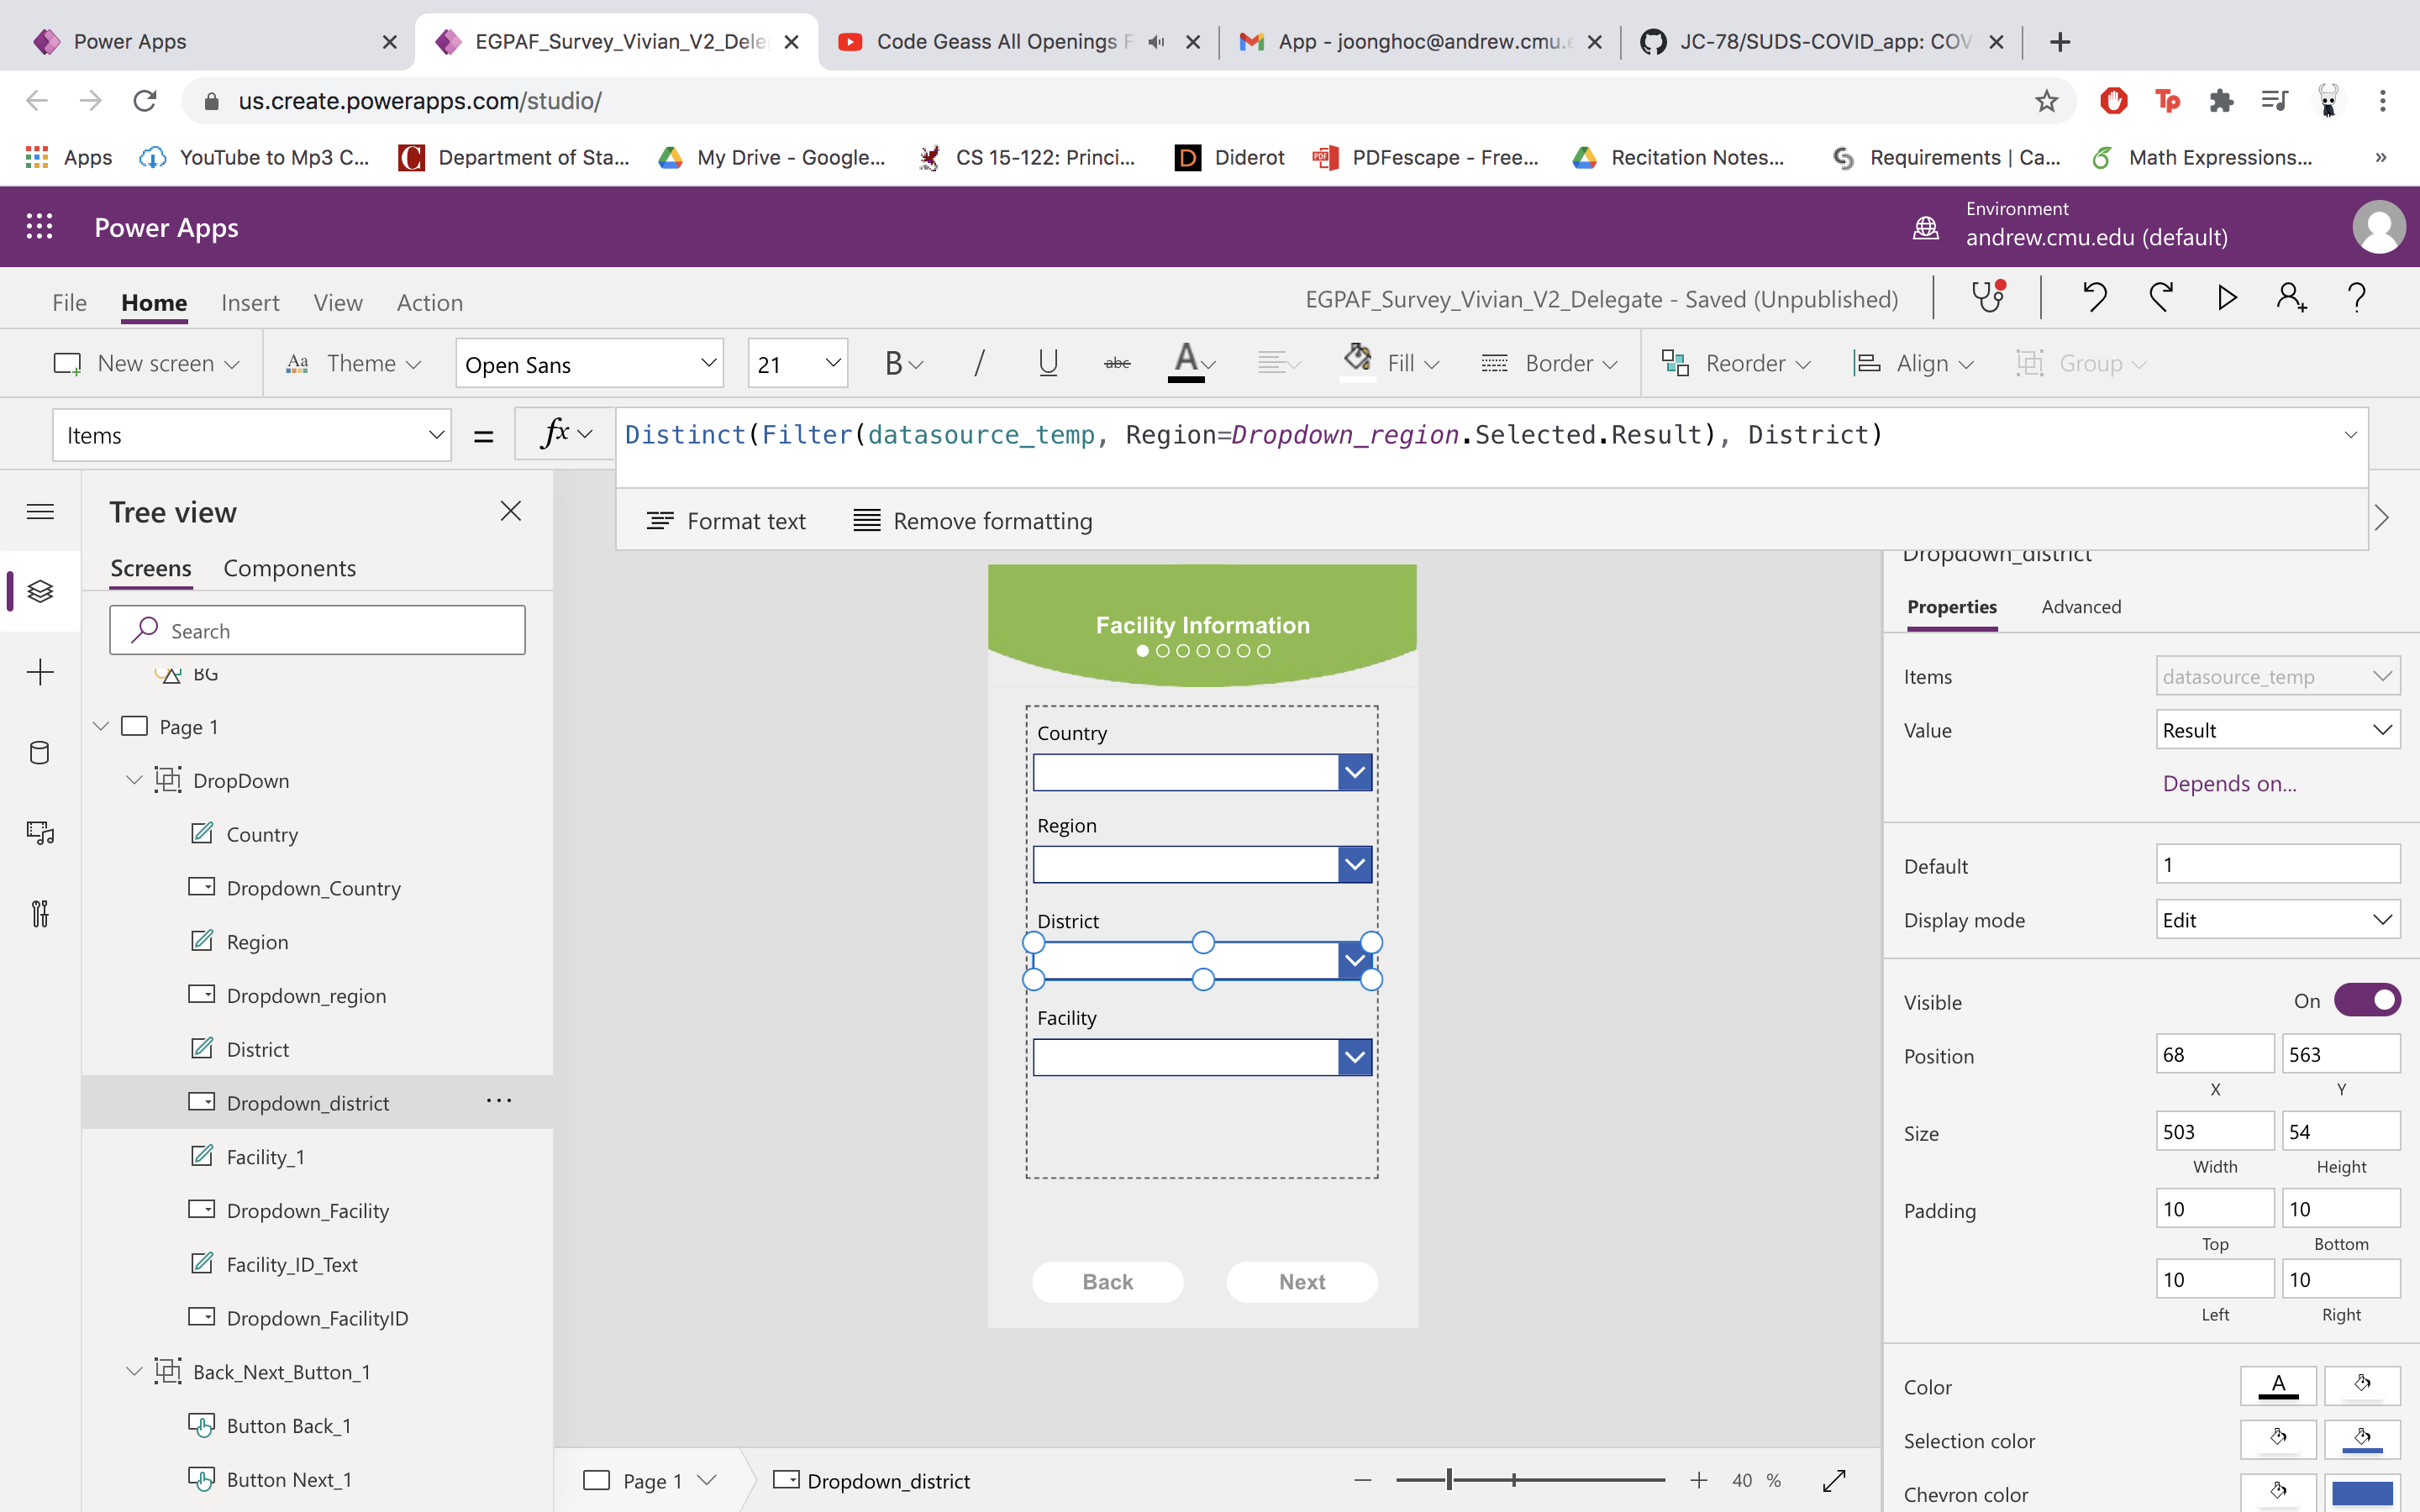 Power Apps
EGPAF_Survey_Vivian_V2_Dele
Code Geass All Openings F
App - joonghoc@andrew.cmu.e
JC-78/SUDS-COVID_app: COV
us.create.powerapps.com/studio/
Apps
YouTube to Mp3 C...
Department of Sta...
My Drive - Google...
CS 15-122: Princi...
Diderot
PDFescape - Free...
Recitation Notes...
Requirements | Ca...
Math Expressions...
»
Power Apps
Environment
andrew.cmu.edu (default)
File Home Insert View Action
EGPAF_Survey_Vivian_V2_Delegate - Saved (Unpublished)
New screen
Theme
Open Sans
21
B
/
U
abc
A
Fill
Border
Reorder
Align
Group
Items
=
fx
Distinct(Filter(datasource_temp, Region=Dropdown_region.Selected.Result), District)
Format text
Remove formatting
Tree view
Screens
Components
Search
BG
Page 1
DropDown
Country
Dropdown_Country
Region
Dropdown_region
District
Dropdown_district
...
Facility_1
Dropdown_Facility
Facility_ID_Text
Dropdown_FacilityID
Back_Next_Button_1
Button Back_1
Button Next_1
Facility Information
Country
Region
District
Facility
Back
Next
Page 1
Dropdown_district
40 %
Dropdown_district
Properties
Advanced
Items
datasource_temp
Value
Result
Depends on...
Default
1
Display mode
Edit
Visible
On
Position
68
563
X
Y
Size
503
54
Width
Height
Padding
10
10
Top
Bottom
10
10
Left
Right
Color
A
Selection color
Chevron color